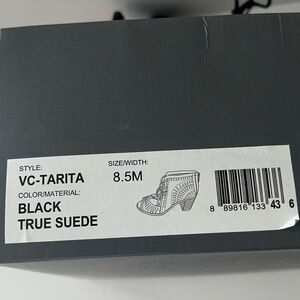 STYLE: SIZE/WIDTH:
VC-TARITA 8.5M
COLOR/MATERIAL:
BLACK
TRUE SUEDE
8 89816 133 43 6